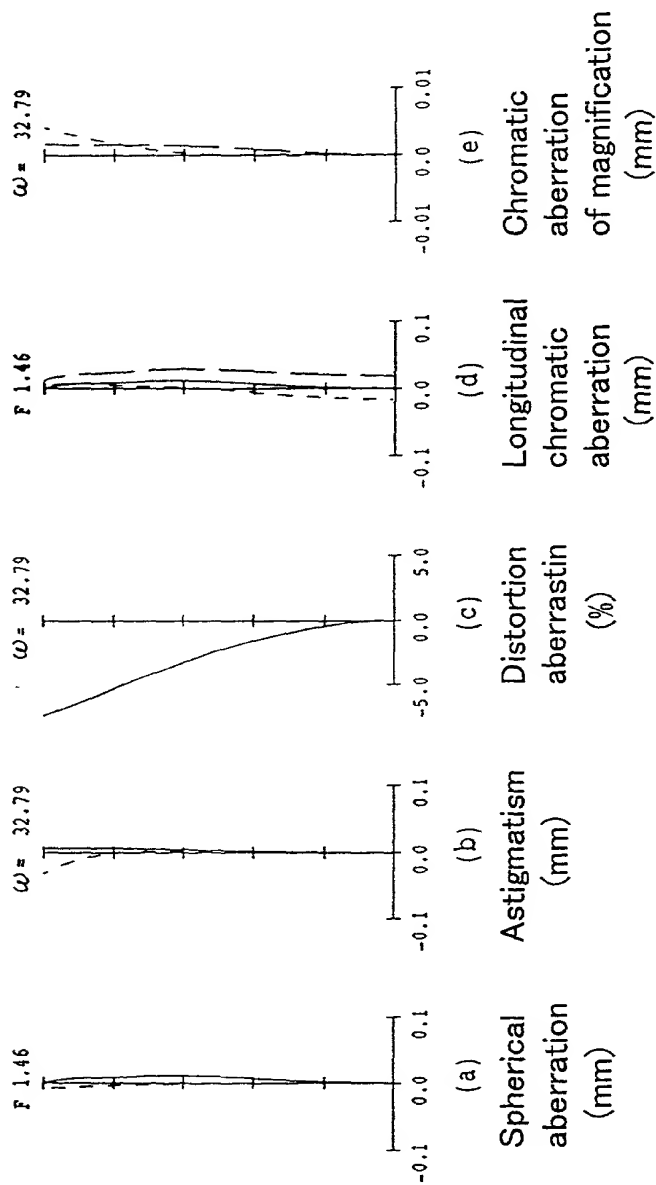 F 1.46
-0.1 0.0 0.1
(a)
Spherical
aberration
(mm)
ω = 32.79
-0.1 0.0 0.1
(b)
Astigmatism
(mm)
ω = 32.79
-5.0 0.0 5.0
(c)
Distortion
aberrastin
(%)
F 1.46
-0.1 0.0 0.1
(d)
Longitudinal
chromatic
aberration
(mm)
ω = 32.79
-0.01 0.0 0.01
(e)
Chromatic
aberration
of magnification
(mm)